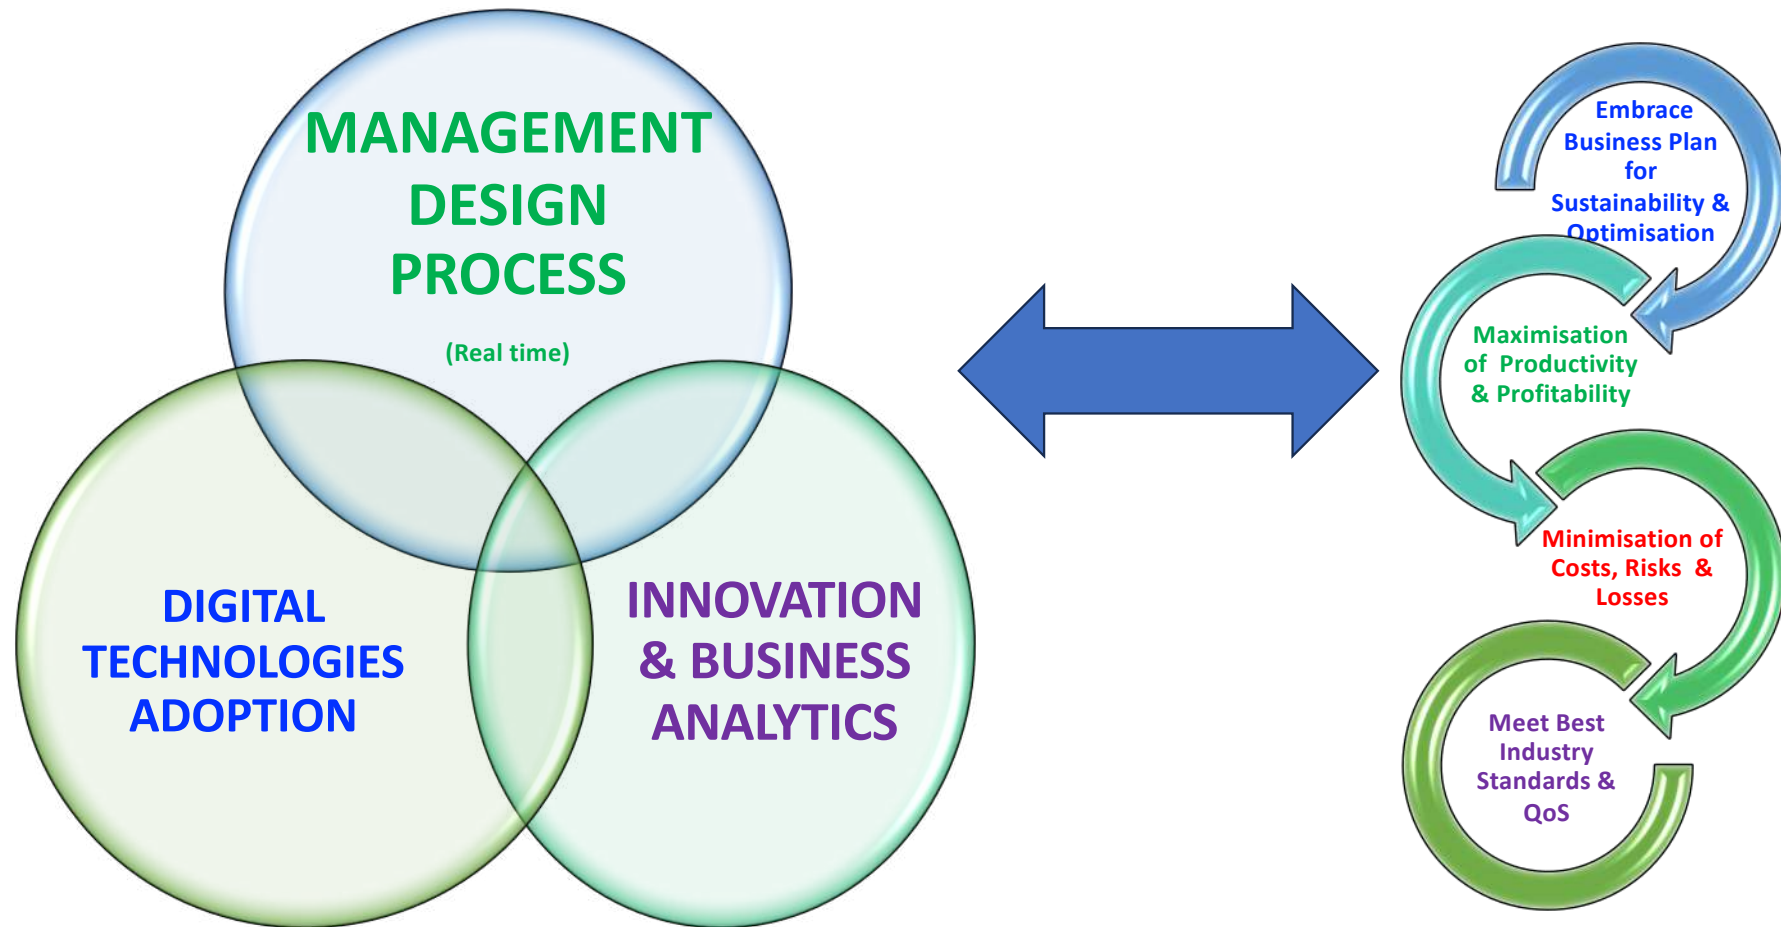 MANAGEMENT
DESIGN
PROCESS
(Real time)
DIGITAL
TECHNOLOGIES
ADOPTION
INNOVATION
& BUSINESS
ANALYTICS
Embrace
Business Plan
for
Sustainability &
Optimisation
Maximisation
of Productivity
& Profitability
Minimisation of
Costs, Risks &
Losses
Meet Best
Industry
Standards &
QoS